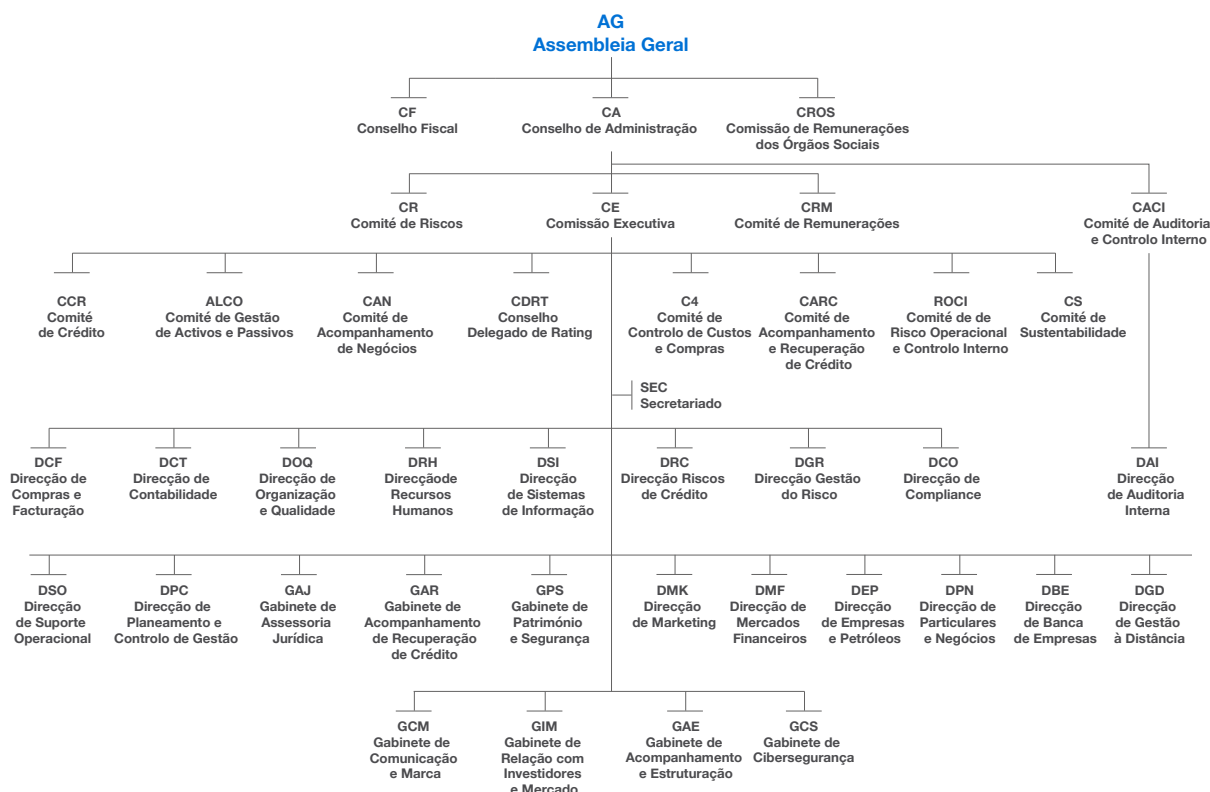 AG
Assembleia Geral
CF
Conselho Fiscal
CA
Conselho de Administração
CROS
Comissão de Remunerações
dos Órgãos Sociais
CR
Comité de Riscos
CE
Comissão Executiva
CRM
Comité de Remunerações
CACI
Comité de Auditoria
e Controlo Interno
CCR
Comité
de Crédito
ALCO
Comité de Gestão
de Activos e Passivos
CAN
Comité de
Acompanhamento
de Negócios
CDRT
Conselho
Delegado de Rating
C4
Comité de
Controlo de Custos
e Compras
CARC
Comité de
Acompanhamento
e Recuperação
de Crédito
ROCI
Comité de de
Risco Operacional
e Controlo Interno
CS
Comité de
Sustentabilidade
SEC
Secretariado
DCF
Direcção de
Compras e
Facturação
DCT
Direcção de
Contabilidade
DOQ
Direcção de
Organização
e Qualidade
DRH
Direcçãode
Recursos
Humanos
DSI
Direcção
de Sistemas
de Informação
DRC
Direcção Riscos
de Crédito
DGR
Direcção Gestão
do Risco
DCO
Direcção de
Compliance
DAI
Direcção
de Auditoria
Interna
DSO
Direcção
de Suporte
Operacional
DPC
Direcção de
Planeamento e
Controlo de Gestão
GAJ
Gabinete de
Assessoria
Jurídica
GAR
Gabinete de
Acompanhamento
de Recuperação
de Crédito
GPS
Gabinete de
Património
e Segurança
DMK
Direcção
de Marketing
DMF
Direcção de
Mercados
Financeiros
DEP
Direcção
de Empresas
e Petróleos
DPN
Direcção de
Particulares
e Negócios
DBE
Direcção
de Banca
de Empresas
DGD
Direcção
de Gestão
à Distância
GCM
Gabinete de
Comunicação
e Marca
GIM
Gabinete de
Relação com
Investidores
e Mercado
GAE
Gabinete de
Acompanhamento
e Estruturação
GCS
Gabinete de
Cibersegurança